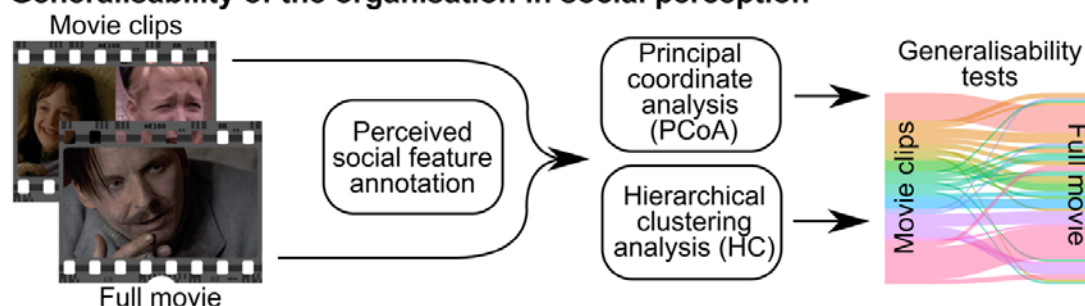 Generalisability of the organisation in social perception
Movie clips
Full movie
Perceived
social feature
annotation
Principal
coordinate
analysis
(PCoA)
Hierarchical
clustering
analysis (HC)
Generalisability
tests
Movie clips
Full movie